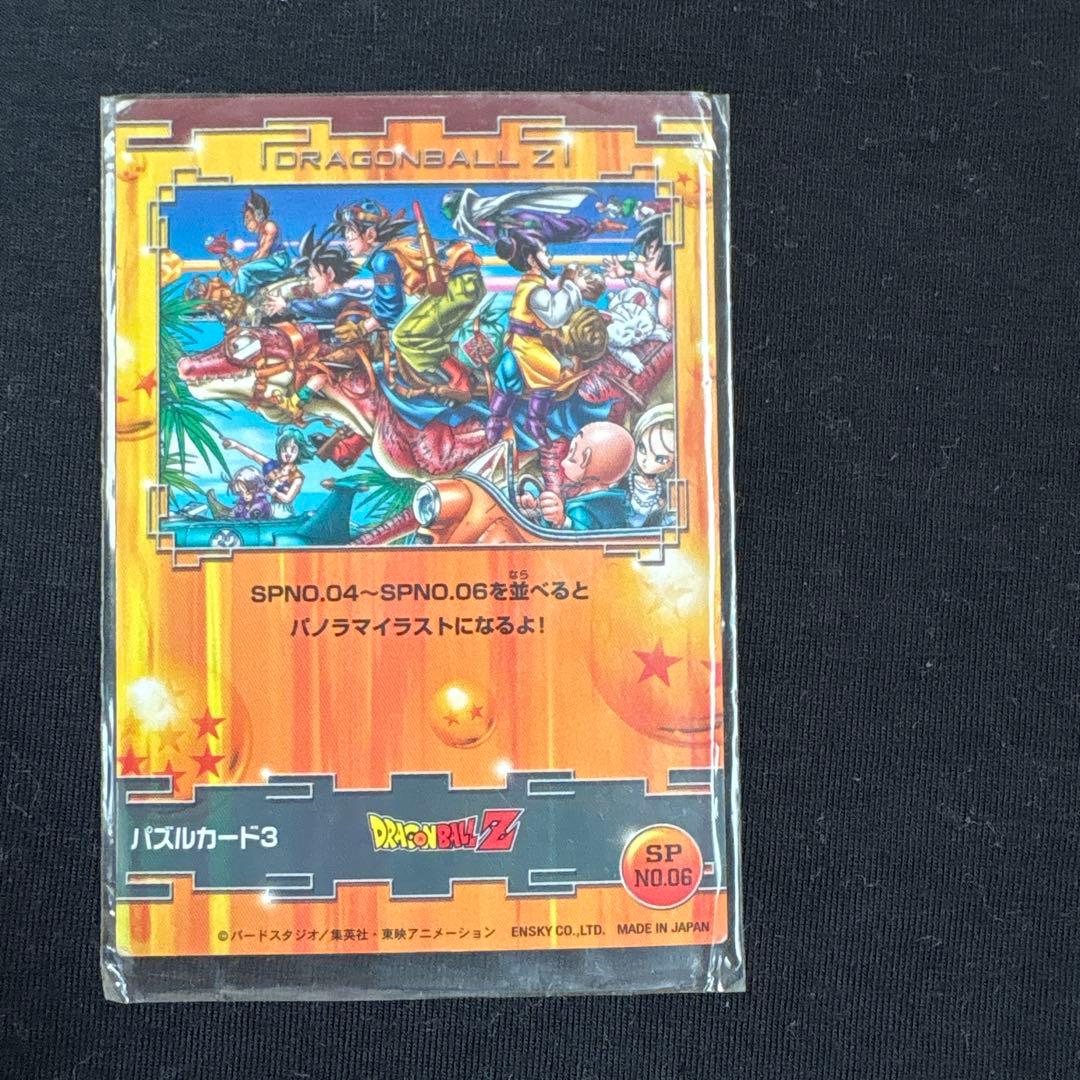 DRAGONBALL Z
SPNO.04～SPNO.06を並べると
なら
パノラマイラストになるよ!
パズルカード3
DRAGONBALL Z
SP
NO.06
©バードスタジオ/集英社・東映アニメーション ENSKY CO.,LTD. MADE IN JAPAN